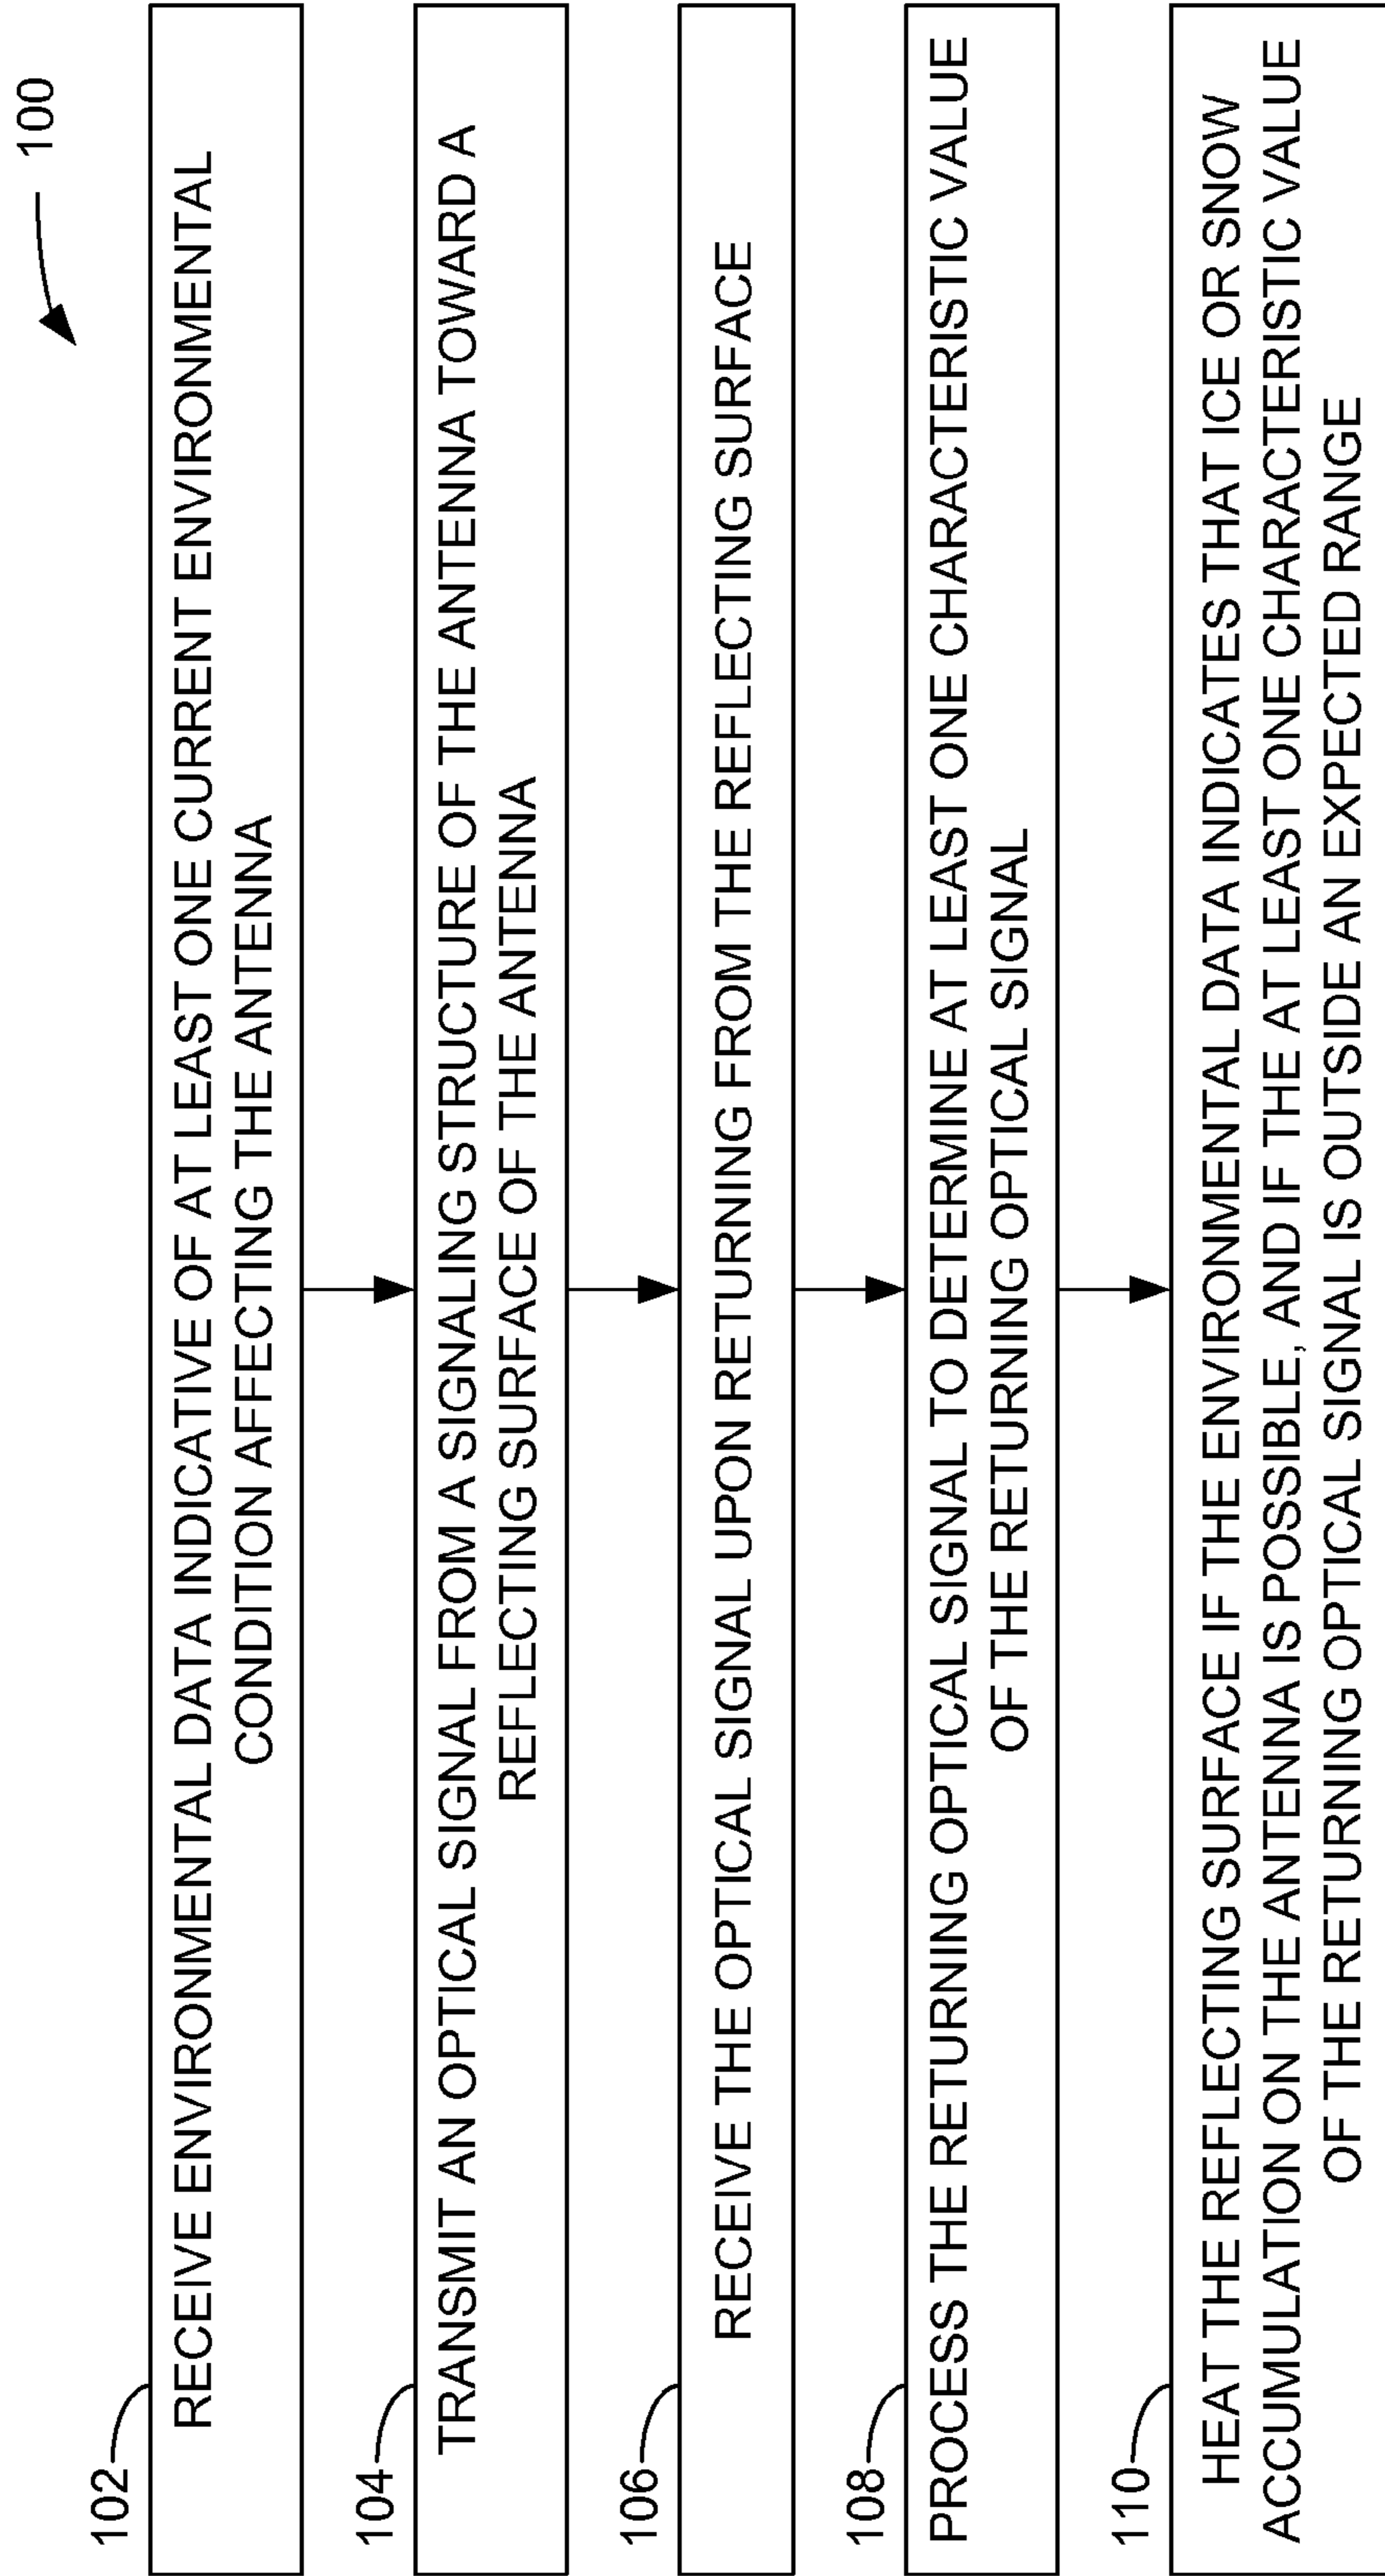 100
102
RECEIVE ENVIRONMENTAL DATA INDICATIVE OF AT LEAST ONE CURRENT ENVIRONMENTAL
CONDITION AFFECTING THE ANTENNA
104
TRANSMIT AN OPTICAL SIGNAL FROM A SIGNALING STRUCTURE OF THE ANTENNA TOWARD A
REFLECTING SURFACE OF THE ANTENNA
106
RECEIVE THE OPTICAL SIGNAL UPON RETURNING FROM THE REFLECTING SURFACE
108
PROCESS THE RETURNING OPTICAL SIGNAL TO DETERMINE AT LEAST ONE CHARACTERISTIC VALUE
OF THE RETURNING OPTICAL SIGNAL
110
HEAT THE REFLECTING SURFACE IF THE ENVIRONMENTAL DATA INDICATES THAT ICE OR SNOW
ACCUMULATION ON THE ANTENNA IS POSSIBLE, AND IF THE AT LEAST ONE CHARACTERISTIC VALUE
OF THE RETURNING OPTICAL SIGNAL IS OUTSIDE AN EXPECTED RANGE